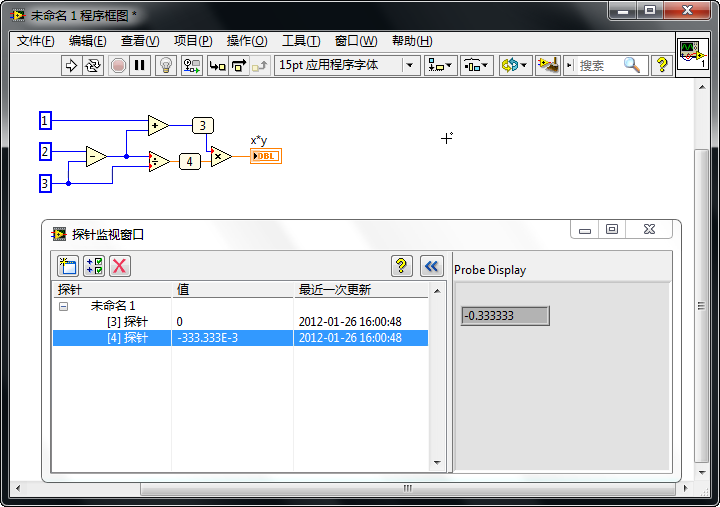 未命名 1 程序框图 *
文件(F) 编辑(E) 查看(V) 项目(P) 操作(O) 工具(T) 窗口(W) 帮助(H)
15pt 应用程序字体 搜索 ? 1
1 + 3
x*y
2 − ÷ 4 × DBL
3
探针监视窗口
? Probe Display
探针 值 最近一次更新
未命名 1
[3] 探针 0 2012-01-26 16:00:48
-0.333333
[4] 探针 -333.333E-3 2012-01-26 16:00:48